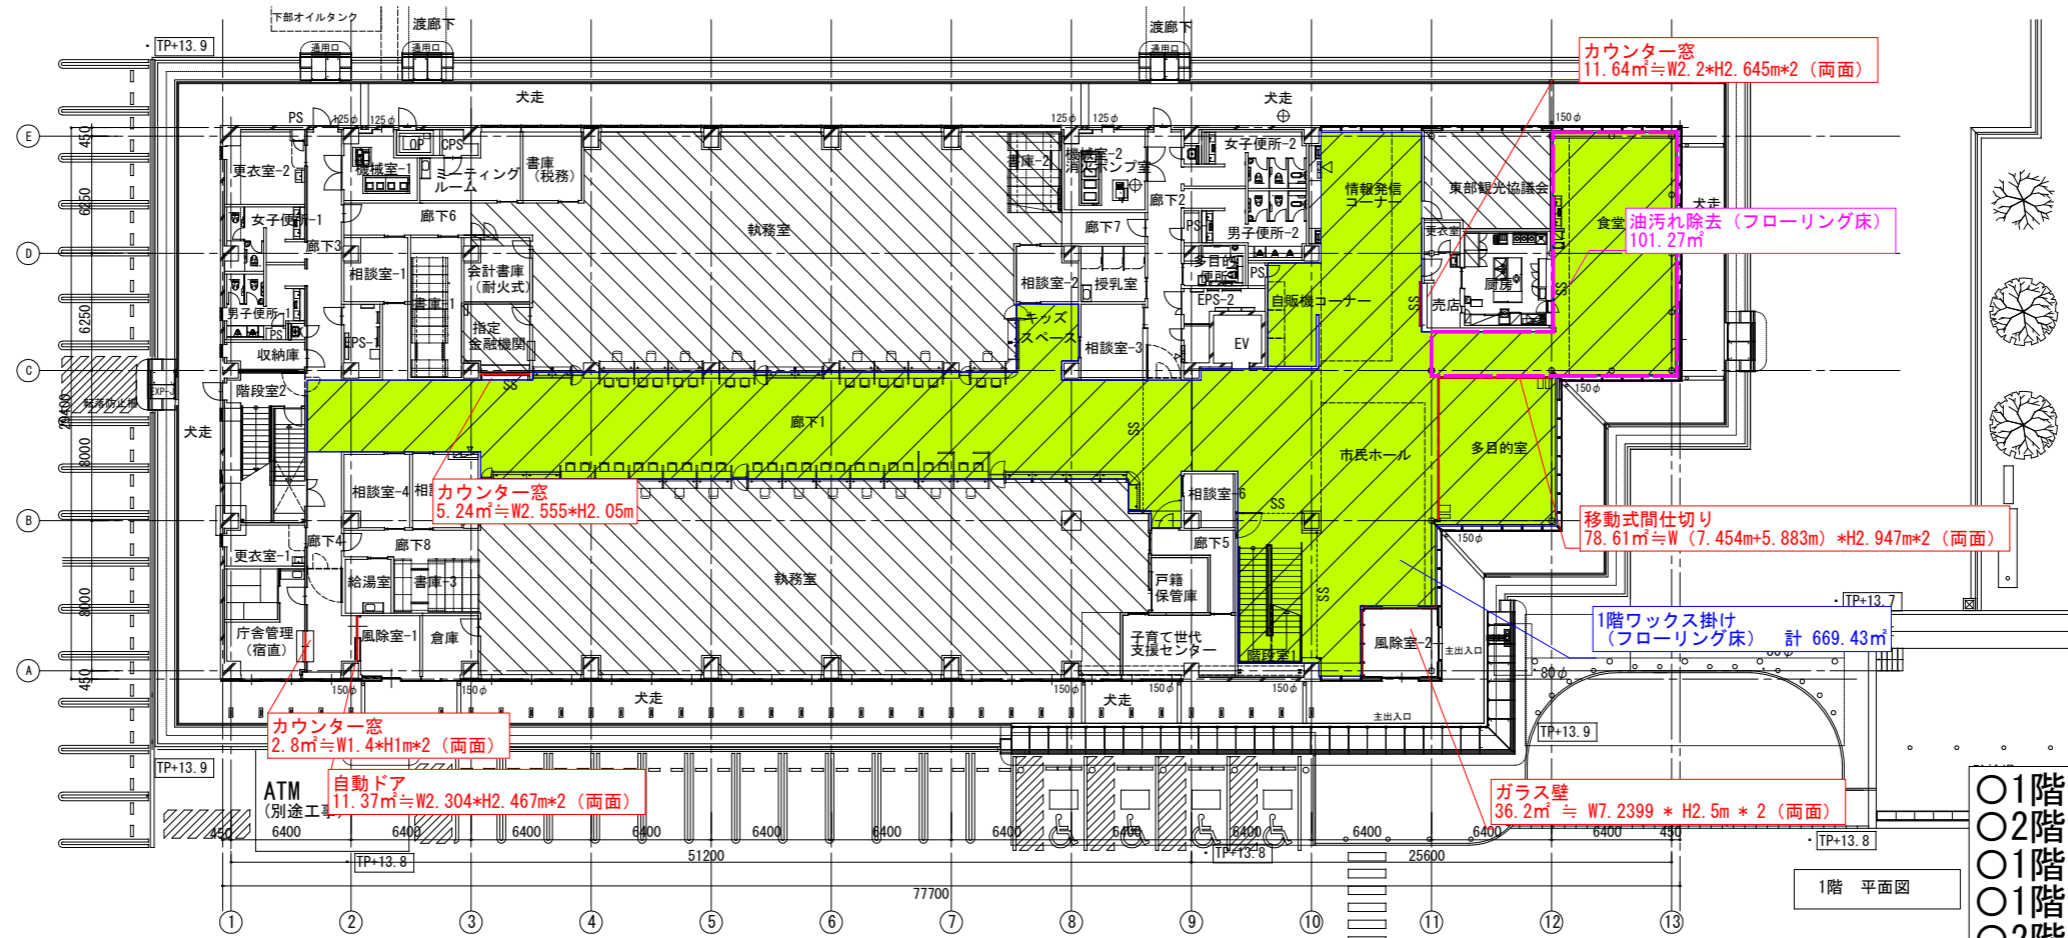 下部オイルタンク
渡廊下
渡廊下
TP+13.9
通用口
通用口
通用口
カウンター窓
11.64㎡≒W2.2*H2.645m*2 (両面)
犬走
犬走
PS
125φ
125φ
125φ
125φ
150φ
E
OP
CPS
更衣室-2
機械室-1
ミーティング
ルーム
書庫
(税務)
書庫-2
機械室-2
消火ポンプ室
女子便所-2
情報発信
コーナー
東部観光協議会
犬走
450
6250
女子便所-1
廊下3
廊下6
執務室
廊下2
廊下7
PS
男子便所-2
更衣室
食堂
油汚れ除去 (フローリング床)
101.27㎡
D
相談室-1
会計書庫
(耐火式)
相談室-2
授乳室
多目的
便所
PS
厨房
6250
男子便所-1
書庫-1
指定
金融機関
キッズ
スペース
EPS-2
自販機コーナー
SS
売店
SS
PS
収納庫
EPS-1
相談室-3
EV
C
階段室2
SS
150φ
EXP-J
転落防止柵
20400
犬走
廊下1
SS
市民ホール
多目的室
8000
相談室-4
カウンター窓
5.24㎡≒W2.555*H2.05m
相談室-6
SS
B
移動式間仕切り
78.61㎡≒W (7.454m+5.883m) *H2.947m*2 (両面)
150φ
150φ
更衣室-1
廊下4
廊下8
廊下5
8000
給湯室
書庫-3
執務室
戸籍
保管庫
SS
TP+13.7
庁舎管理
(宿直)
風除室-1
倉庫
子育て世代
支援センター
階段室1
風除室-2
主出入口
1階ワックス掛け
(フローリング床) 計 669.43㎡
A
450
80φ
150φ
150φ
150φ
150φ
150φ
犬走
犬走
主出入口
カウンター窓
2.8㎡≒W1.4*H1m*2 (両面)
TP+13.9
TP+13.9
自動ドア
11.37㎡≒W2.304*H2.467m*2 (両面)
ATM
(別途工事)
ガラス壁
36.2㎡ ≒ W7.2399 * H2.5m * 2 (両面)
450
6400
6400
6400
6400
6400
6400
6400
6400
6400
6400
6400
6400
450
TP+13.8
51200
TP+13.8
25600
TP+13.8
77700
1階 平面図
○1階
○2階
○1階
○1階
○2階
1
2
3
4
5
6
7
8
9
10
11
12
13